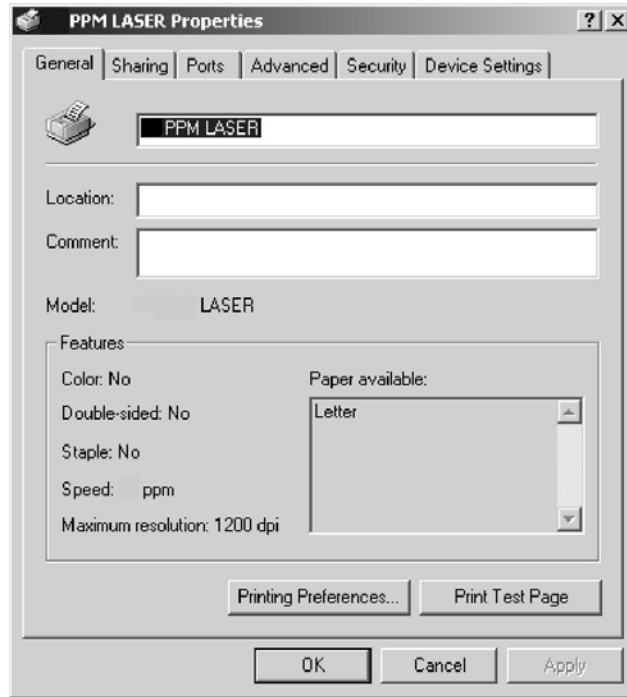 PPM LASER Properties
? X
General Sharing Ports Advanced Security Device Settings
PPM LASER
Location:
Comment:
Model: LASER
Features
Color: No
Paper available:
Double-sided: No
Letter
Staple: No
Speed: ppm
Maximum resolution: 1200 dpi
Printing Preferences... Print Test Page
OK Cancel Apply